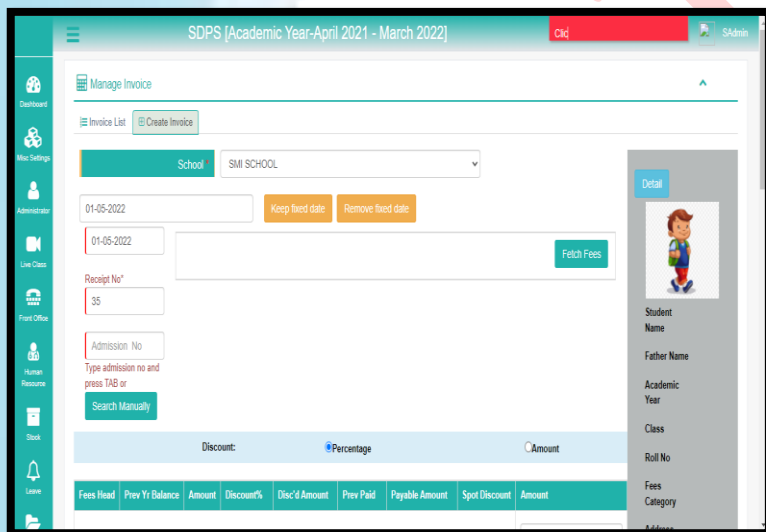 SDPS [Academic Year-April 2021 - March 2022]
Clic
SAdmin
Dashboard
Misc Settings
Administrator
Live Class
Front Office
Human
Resource
Stock
Leave
Manage Invoice
Invoice List
Create Invoice
School *
SMI SCHOOL
01-05-2022
Keep fixed date
Remove fixed date
01-05-2022
Fetch Fees
Receipt No*
35
Admission No
Type admission no and
press TAB or
Search Manually
Discount:
Percentage
Amount
Fees Head Prev Yr Balance Amount Discount% Disc'd Amount Prev Paid Payable Amount Spot Discount Amount
Detail
Student
Name
Father Name
Academic
Year
Class
Roll No
Fees
Category
Address